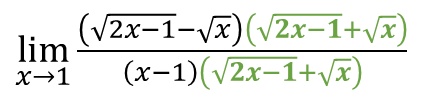 lim x→1 (√2x−1−√x)(√2x−1+√x) / (x−1)(√2x−1+√x)